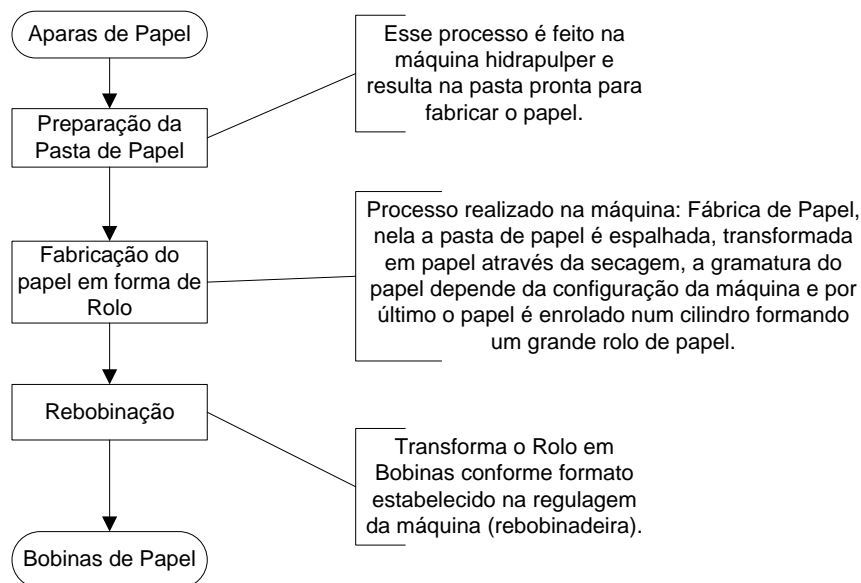 Aparas de Papel
Esse processo é feito na
máquina hidrapulper e
resulta na pasta pronta para
fabricar o papel.
Preparação da
Pasta de Papel
Processo realizado na máquina: Fábrica de Papel,
nela a pasta de papel é espalhada, transformada
em papel através da secagem, a gramatura do
papel depende da configuração da máquina e por
último o papel é enrolado num cilindro formando
um grande rolo de papel.
Fabricação do
papel em forma de
Rolo
Rebobinação
Transforma o Rolo em
Bobinas conforme formato
estabelecido na regulagem
da máquina (rebobinadeira).
Bobinas de Papel